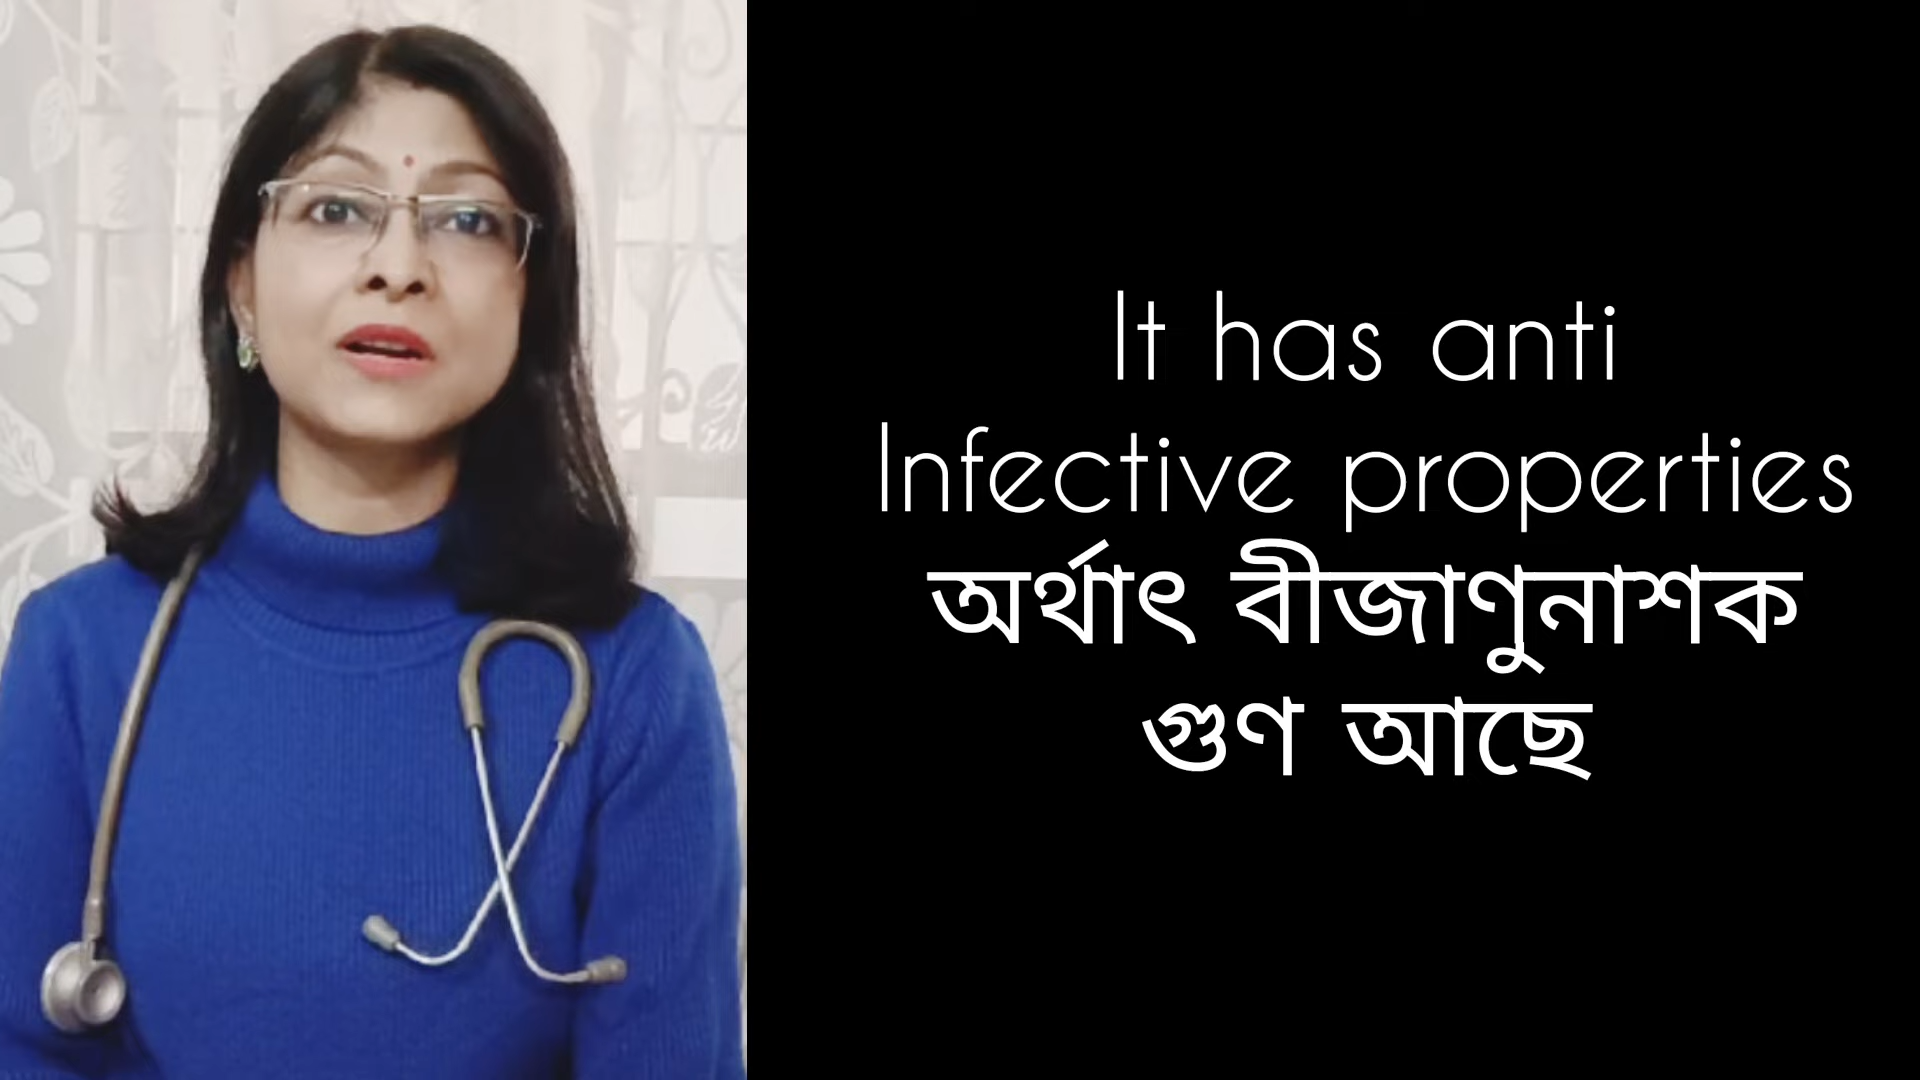 It has anti
Infective properties
অর্থাৎ বীজাণুনাশক
গুণ আছে